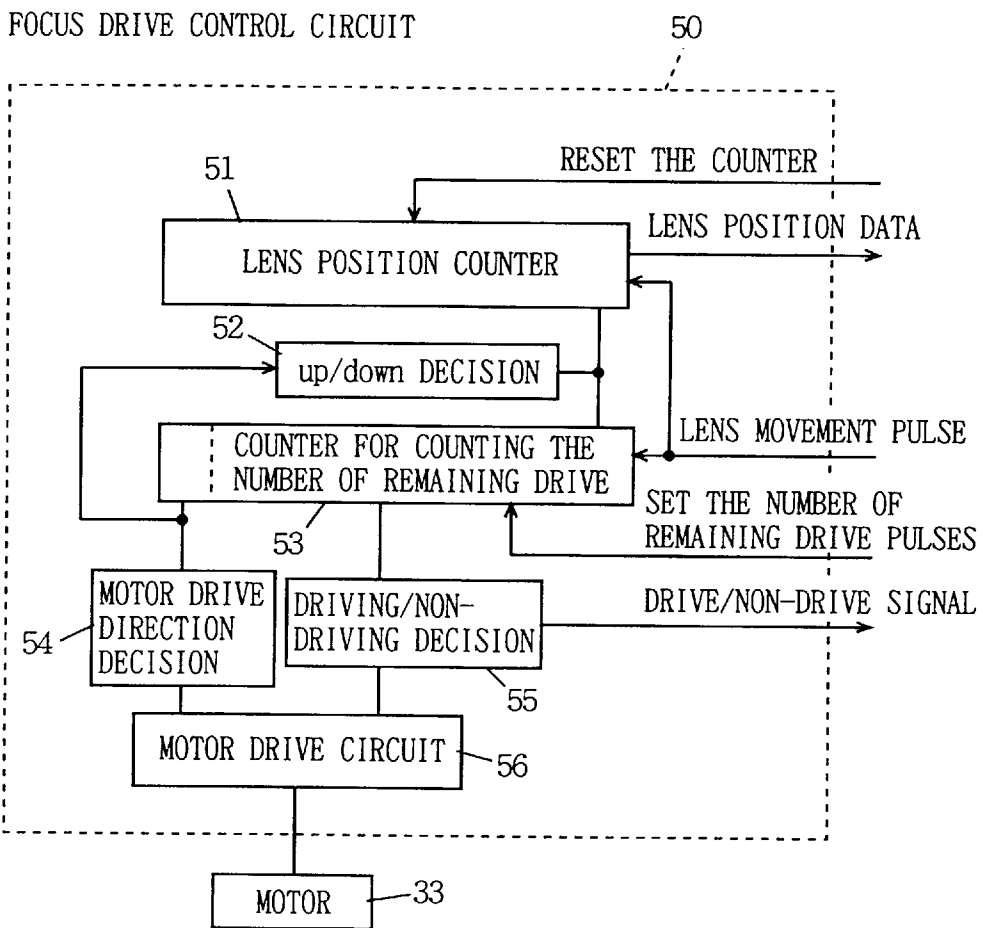 FOCUS DRIVE CONTROL CIRCUIT
50
RESET THE COUNTER
51
LENS POSITION DATA
LENS POSITION COUNTER
52
up/down DECISION
LENS MOVEMENT PULSE
COUNTER FOR COUNTING THE
NUMBER OF REMAINING DRIVE
SET THE NUMBER OF
REMAINING DRIVE PULSES
53
MOTOR DRIVE
DIRECTION
DECISION
54
DRIVING/NON-
DRIVING DECISION
DRIVE/NON-DRIVE SIGNAL
55
MOTOR DRIVE CIRCUIT
56
MOTOR
33